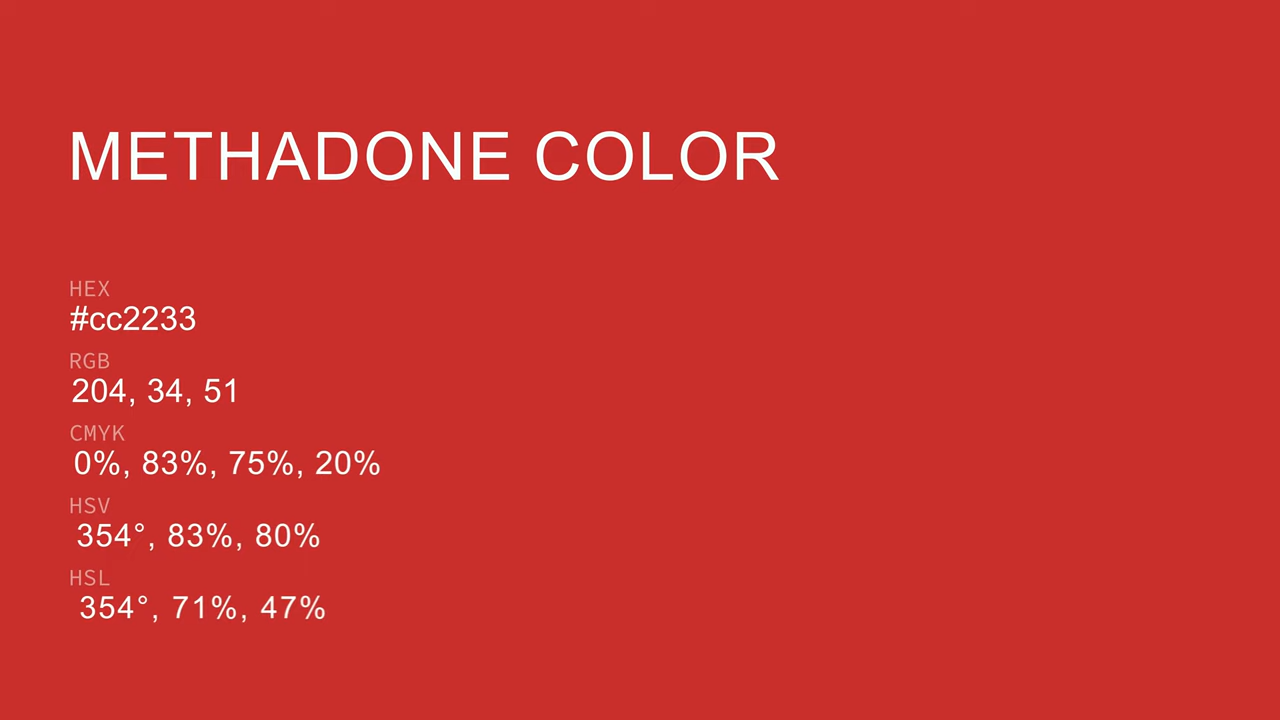 METHADONE COLOR
HEX
#cc2233
RGB
204, 34, 51
CMYK
0%, 83%, 75%, 20%
HSV
354°, 83%, 80%
HSL
354°, 71%, 47%